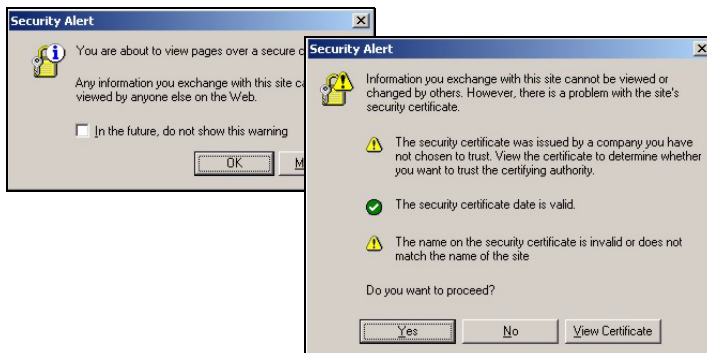 Security Alert
You are about to view pages over a secure
Any information you exchange with this site
viewed by anyone else on the Web.
In the future, do not show this warning
OK
Security Alert
Information you exchange with this site cannot be viewed or
changed by others. However, there is a problem with the site's
security certificate.
The security certificate was issued by a company you have
not chosen to trust. View the certificate to determine whether
you want to trust the certifying authority.
The security certificate date is valid.
The name on the security certificate is invalid or does not
match the name of the site
Do you want to proceed?
Yes No View Certificate